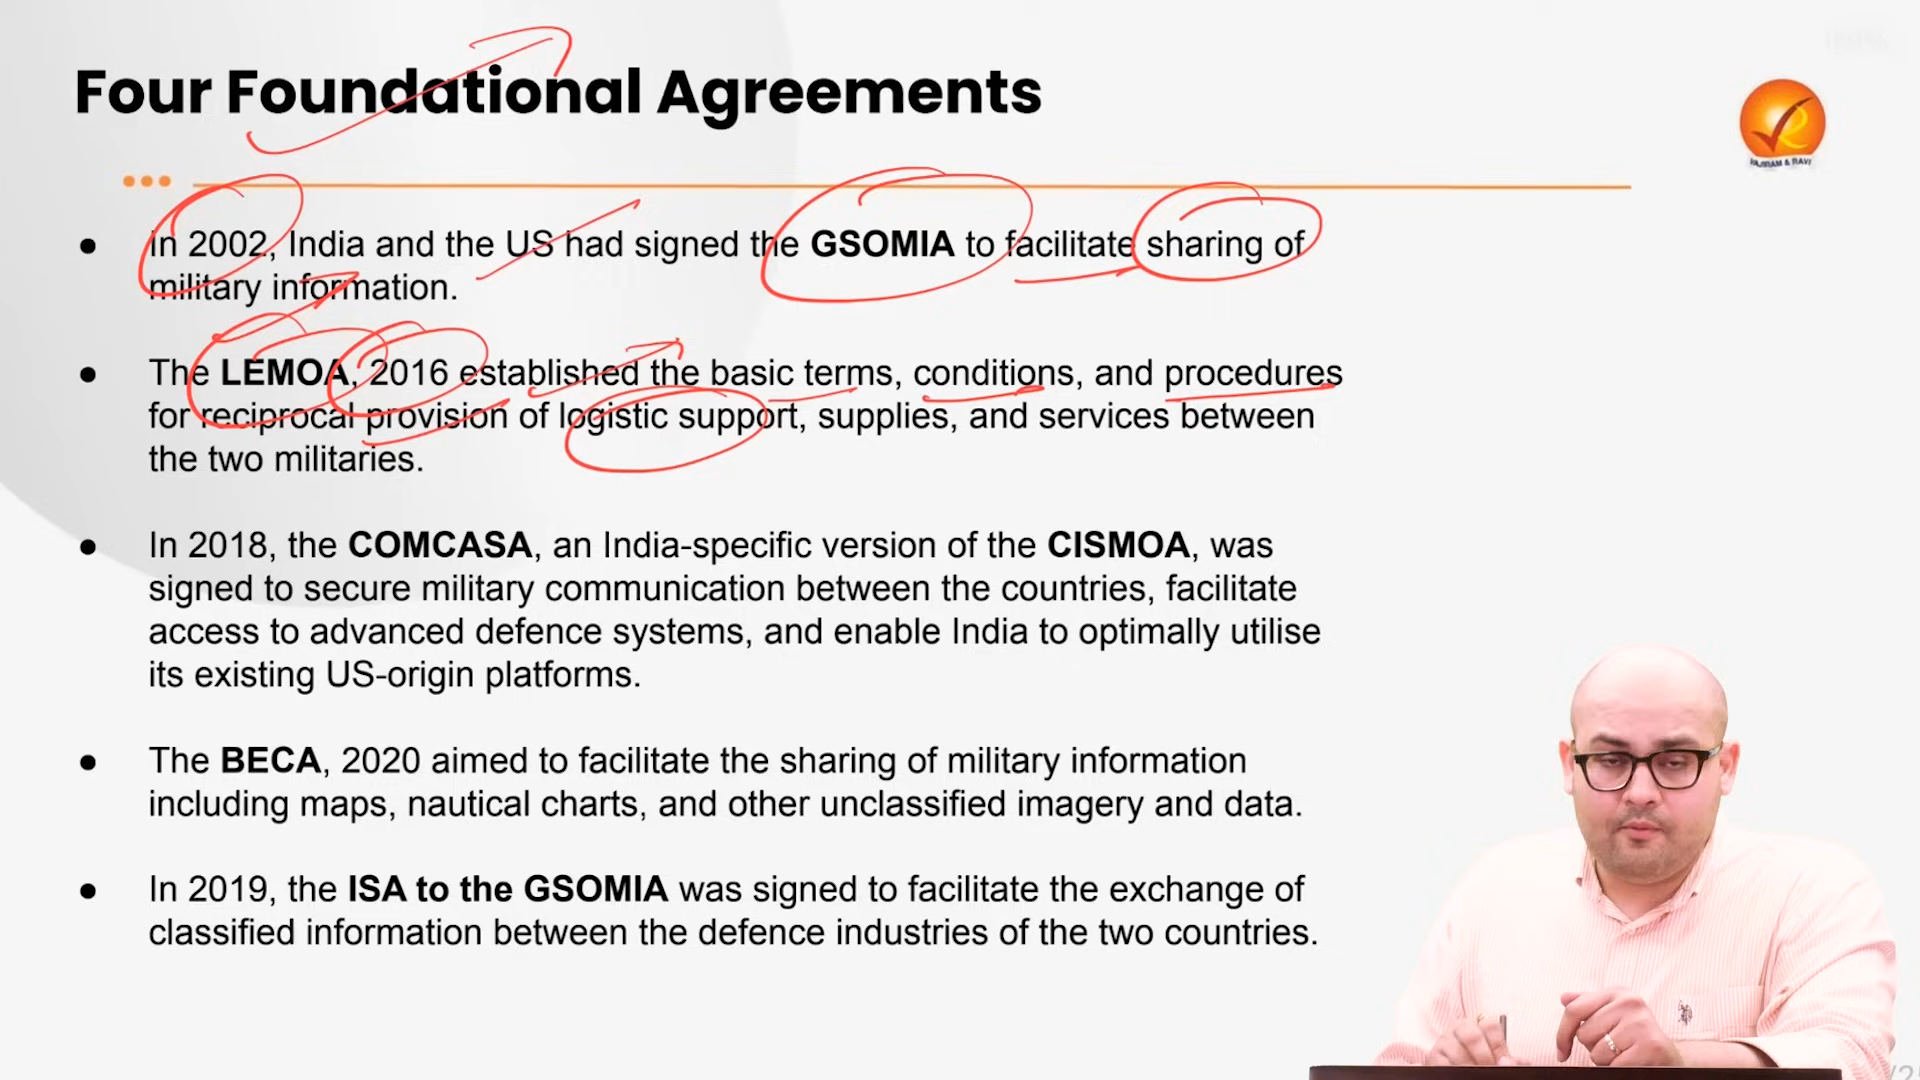 Four Foundational Agreements
VAJIRAM & RAVI
● In 2002, India and the US had signed the GSOMIA to facilitate sharing of
military information.
● The LEMOA, 2016 established the basic terms, conditions, and procedures
for reciprocal provision of logistic support, supplies, and services between
the two militaries.
● In 2018, the COMCASA, an India-specific version of the CISMOA, was
signed to secure military communication between the countries, facilitate
access to advanced defence systems, and enable India to optimally utilise
its existing US-origin platforms.
● The BECA, 2020 aimed to facilitate the sharing of military information
including maps, nautical charts, and other unclassified imagery and data.
● In 2019, the ISA to the GSOMIA was signed to facilitate the exchange of
classified information between the defence industries of the two countries.